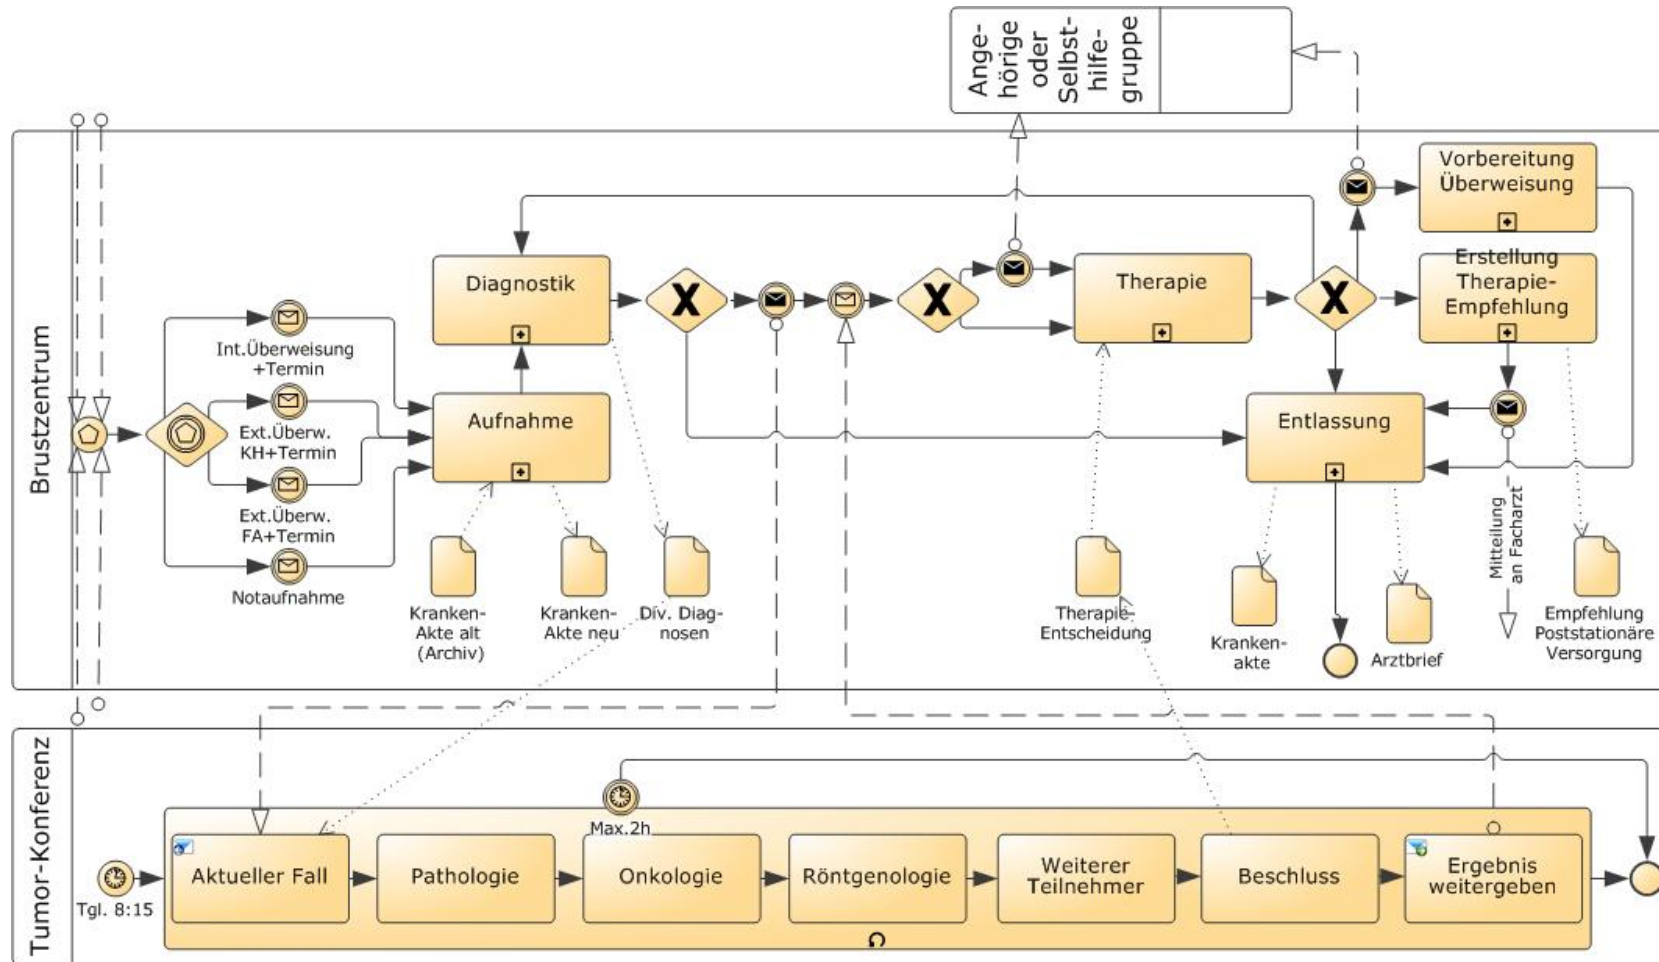 Ange-
hörige
oder
Selbst-
hilfe-
gruppe
Brustzentrum
Int.Überweisung
+Termin
Ext.Überw.
KH+Termin
Ext.Überw.
FA+Termin
Notaufnahme
Diagnostik
Aufnahme
Kranken-
Akte alt
(Archiv)
Kranken-
Akte neu
Div. Diag-
nosen
Therapie
Vorbereitung
Überweisung
Erstellung
Therapie-
Empfehlung
Entlassung
Therapie-
Entscheidung
Kranken-
akte
Arztbrief
Mitteilung
an Facharzt
Empfehlung
Poststationäre
Versorgung
Tumor-Konferenz
Tgl. 8:15
Max.2h
Aktueller Fall
Pathologie
Onkologie
Röntgenologie
Weiterer
Teilnehmer
Beschluss
Ergebnis
weitergeben